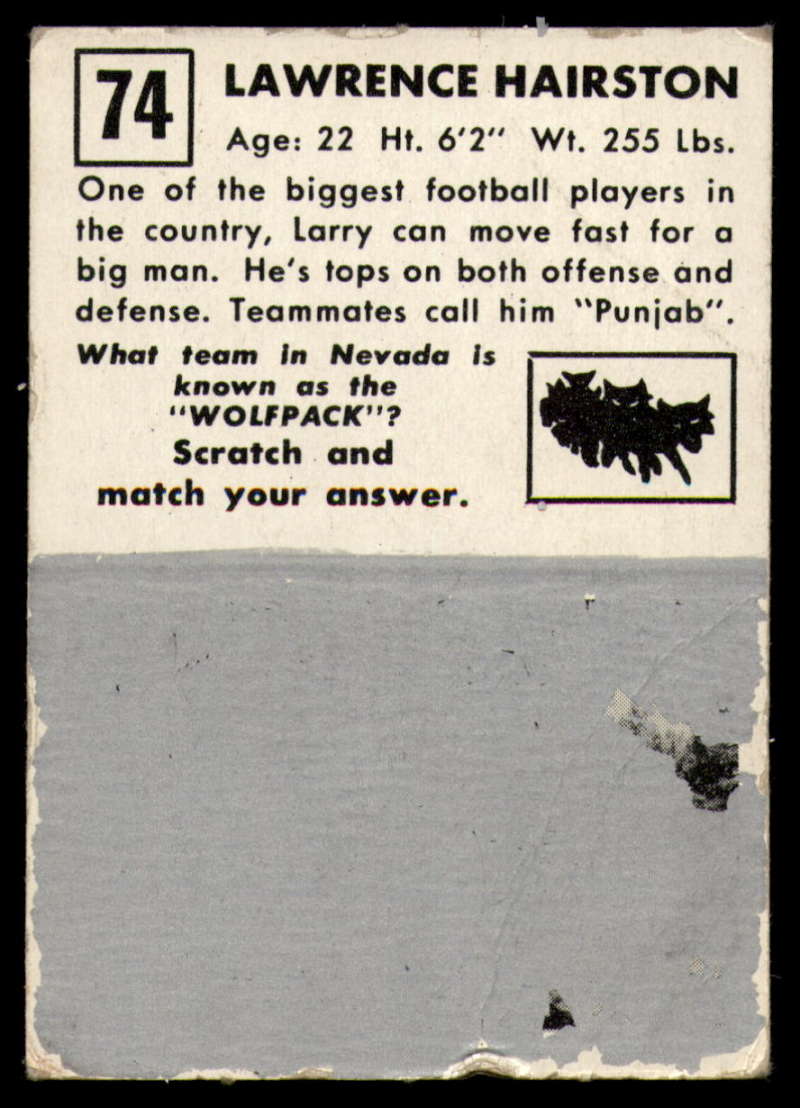 74
LAWRENCE HAIRSTON
Age: 22 Ht. 6'2" Wt. 255 Lbs.
One of the biggest football players in
the country, Larry can move fast for a
big man. He's tops on both offense and
defense. Teammates call him "Punjab".
What team in Nevada is
known as the
"WOLFPACK"?
Scratch and
match your answer.